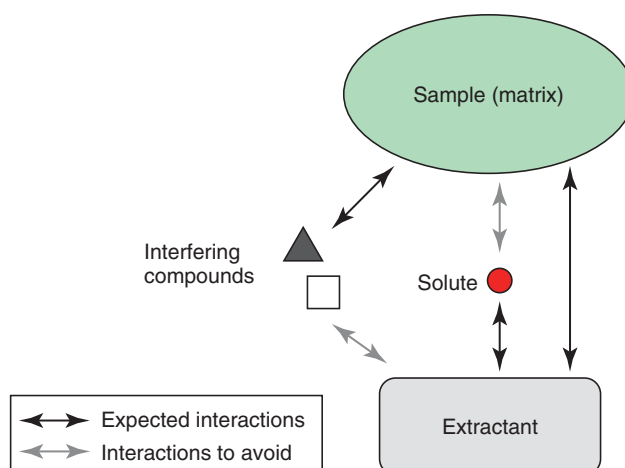 Sample (matrix)
Interfering
compounds
Solute
Extractant
Expected interactions
Interactions to avoid